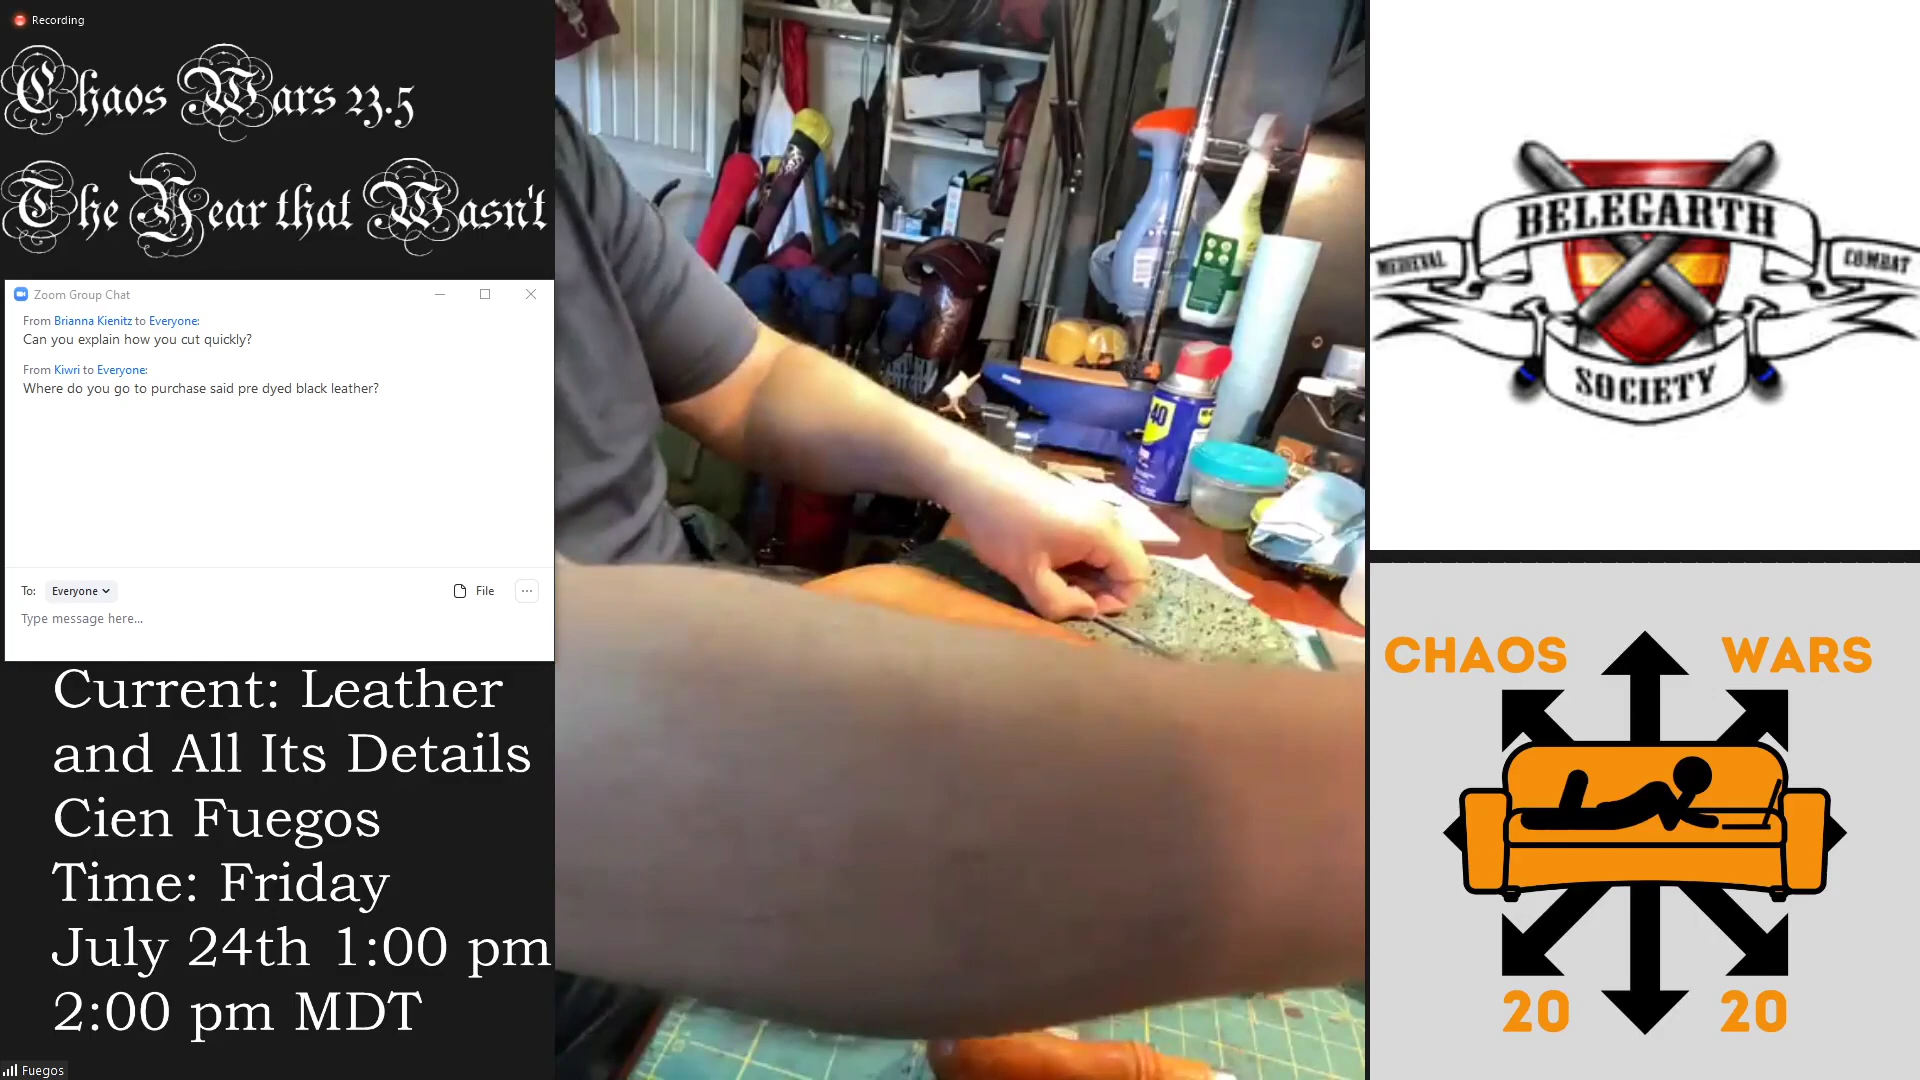 Recording
Chaos Wars 23.5
The Year that Wasn't
Zoom Group Chat
From Brianna Kienitz to Everyone:
Can you explain how you cut quickly?
From Kiwri to Everyone:
Where do you go to purchase said pre dyed black leather?
To: Everyone
File
Type message here...
Current: Leather
and All Its Details
Cien Fuegos
Time: Friday
July 24th 1:00 pm
2:00 pm MDT
Fuegos
40
BELEGARTH
MEDIEVAL
COMBAT
SOCIETY
CHAOS WARS
20 20